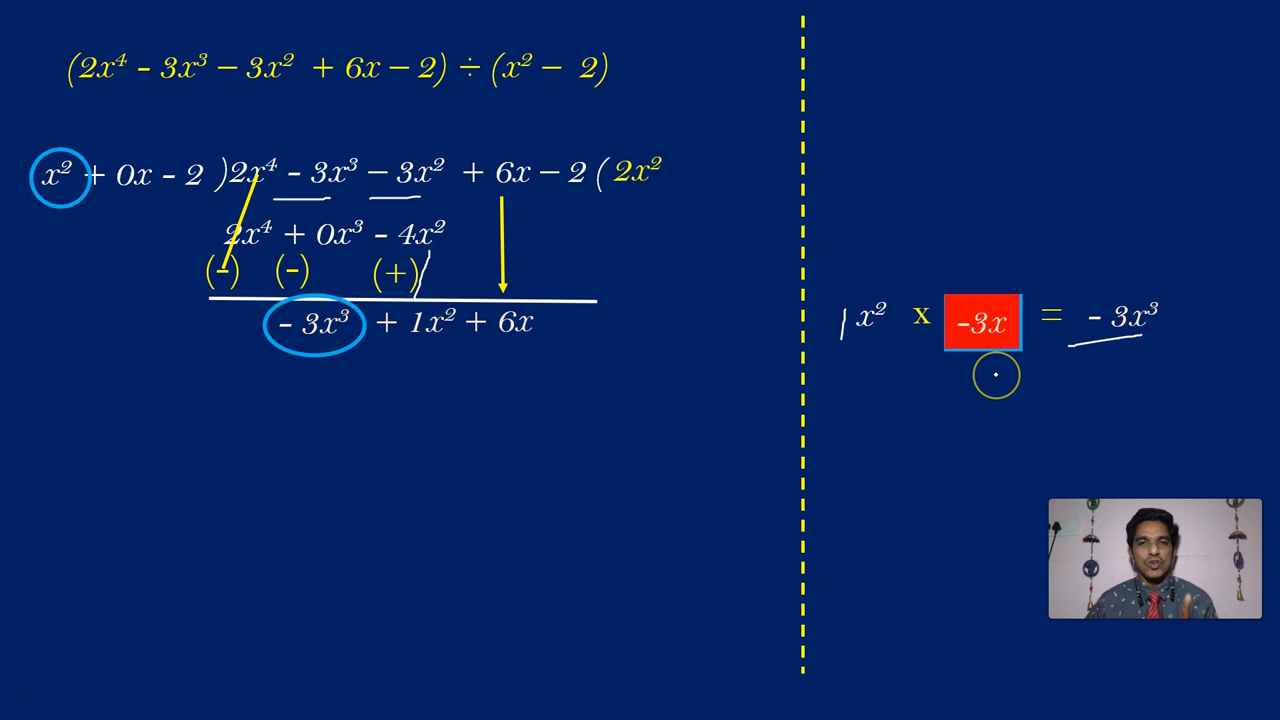 (2x⁴ - 3x³ – 3x² + 6x – 2) ÷ (x² – 2)
x² + 0x - 2 )2x⁴ - 3x³ – 3x² + 6x – 2 ( 2x²
2x⁴ + 0x³ - 4x²
(-) (-) (+)
- 3x³ + 1x² + 6x
1x² x -3x = - 3x³